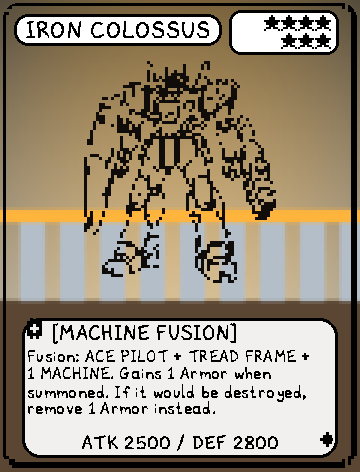 IRON COLOSSUS
★★★★
★★★
[MACHINE FUSION]
Fusion: ACE PILOT + TREAD FRAME +
1 MACHINE. Gains 1 Armor when
summoned. If it would be destroyed,
remove 1 Armor instead.
ATK 2500 / DEF 2800